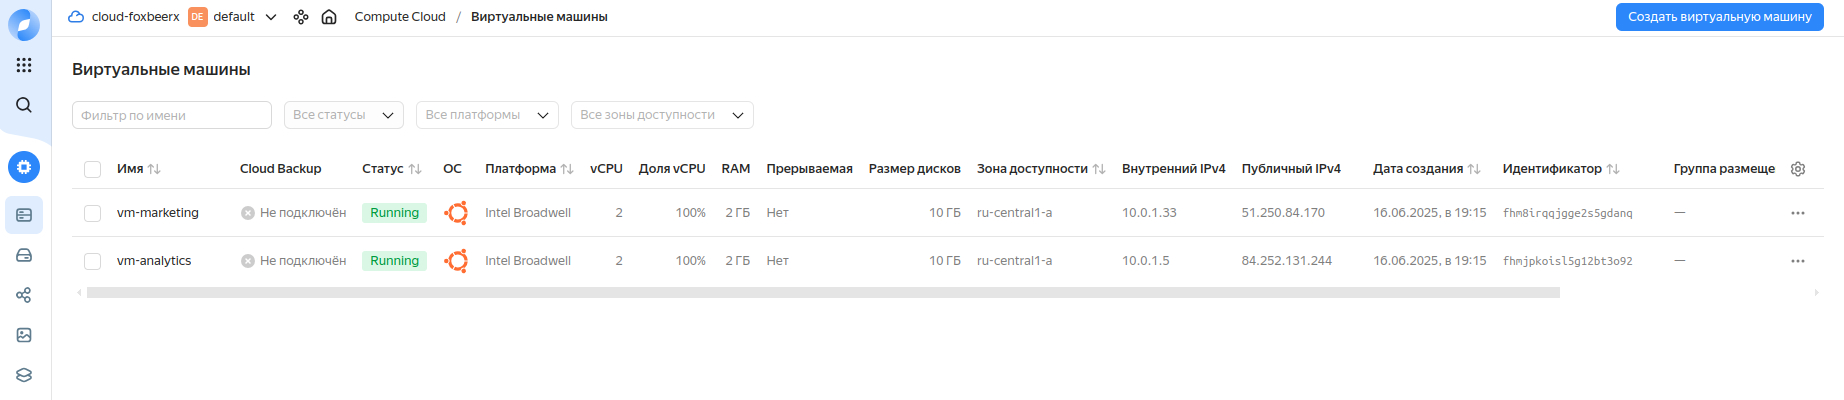 cloud-foxbeerx DE default Compute Cloud / Виртуальные машины Создать виртуальную машину
Виртуальные машины
Фильтр по имени Все статусы Все платформы Все зоны доступности
Имя Cloud Backup Статус ОС Платформа vCPU Доля vCPU RAM Прерываемая Размер дисков Зона доступности Внутренний IPv4 Публичный IPv4 Дата создания Идентификатор Группа размеще
vm-marketing Не подключён Running Intel Broadwell 2 100% 2 ГБ Нет 10 ГБ ru-central1-a 10.0.1.33 51.250.84.170 16.06.2025, в 19:15 fhm8irqqjgge2s5gdanq —
vm-analytics Не подключён Running Intel Broadwell 2 100% 2 ГБ Нет 10 ГБ ru-central1-a 10.0.1.5 84.252.131.244 16.06.2025, в 19:15 fhmjpkoisl5g12bt3o92 —